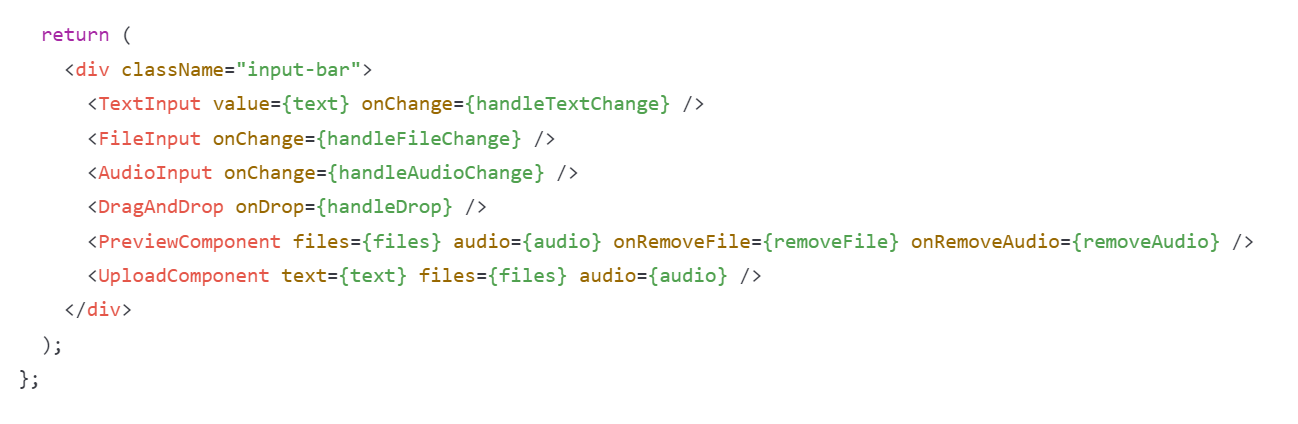 return (
<div className="input-bar">
<TextInput value={text} onChange={handleTextChange} />
<FileInput onChange={handleFileChange} />
<AudioInput onChange={handleAudioChange} />
<DragAndDrop onDrop={handleDrop} />
<PreviewComponent files={files} audio={audio} onRemoveFile={removeFile} onRemoveAudio={removeAudio} />
<UploadComponent text={text} files={files} audio={audio} />
</div>
);
};